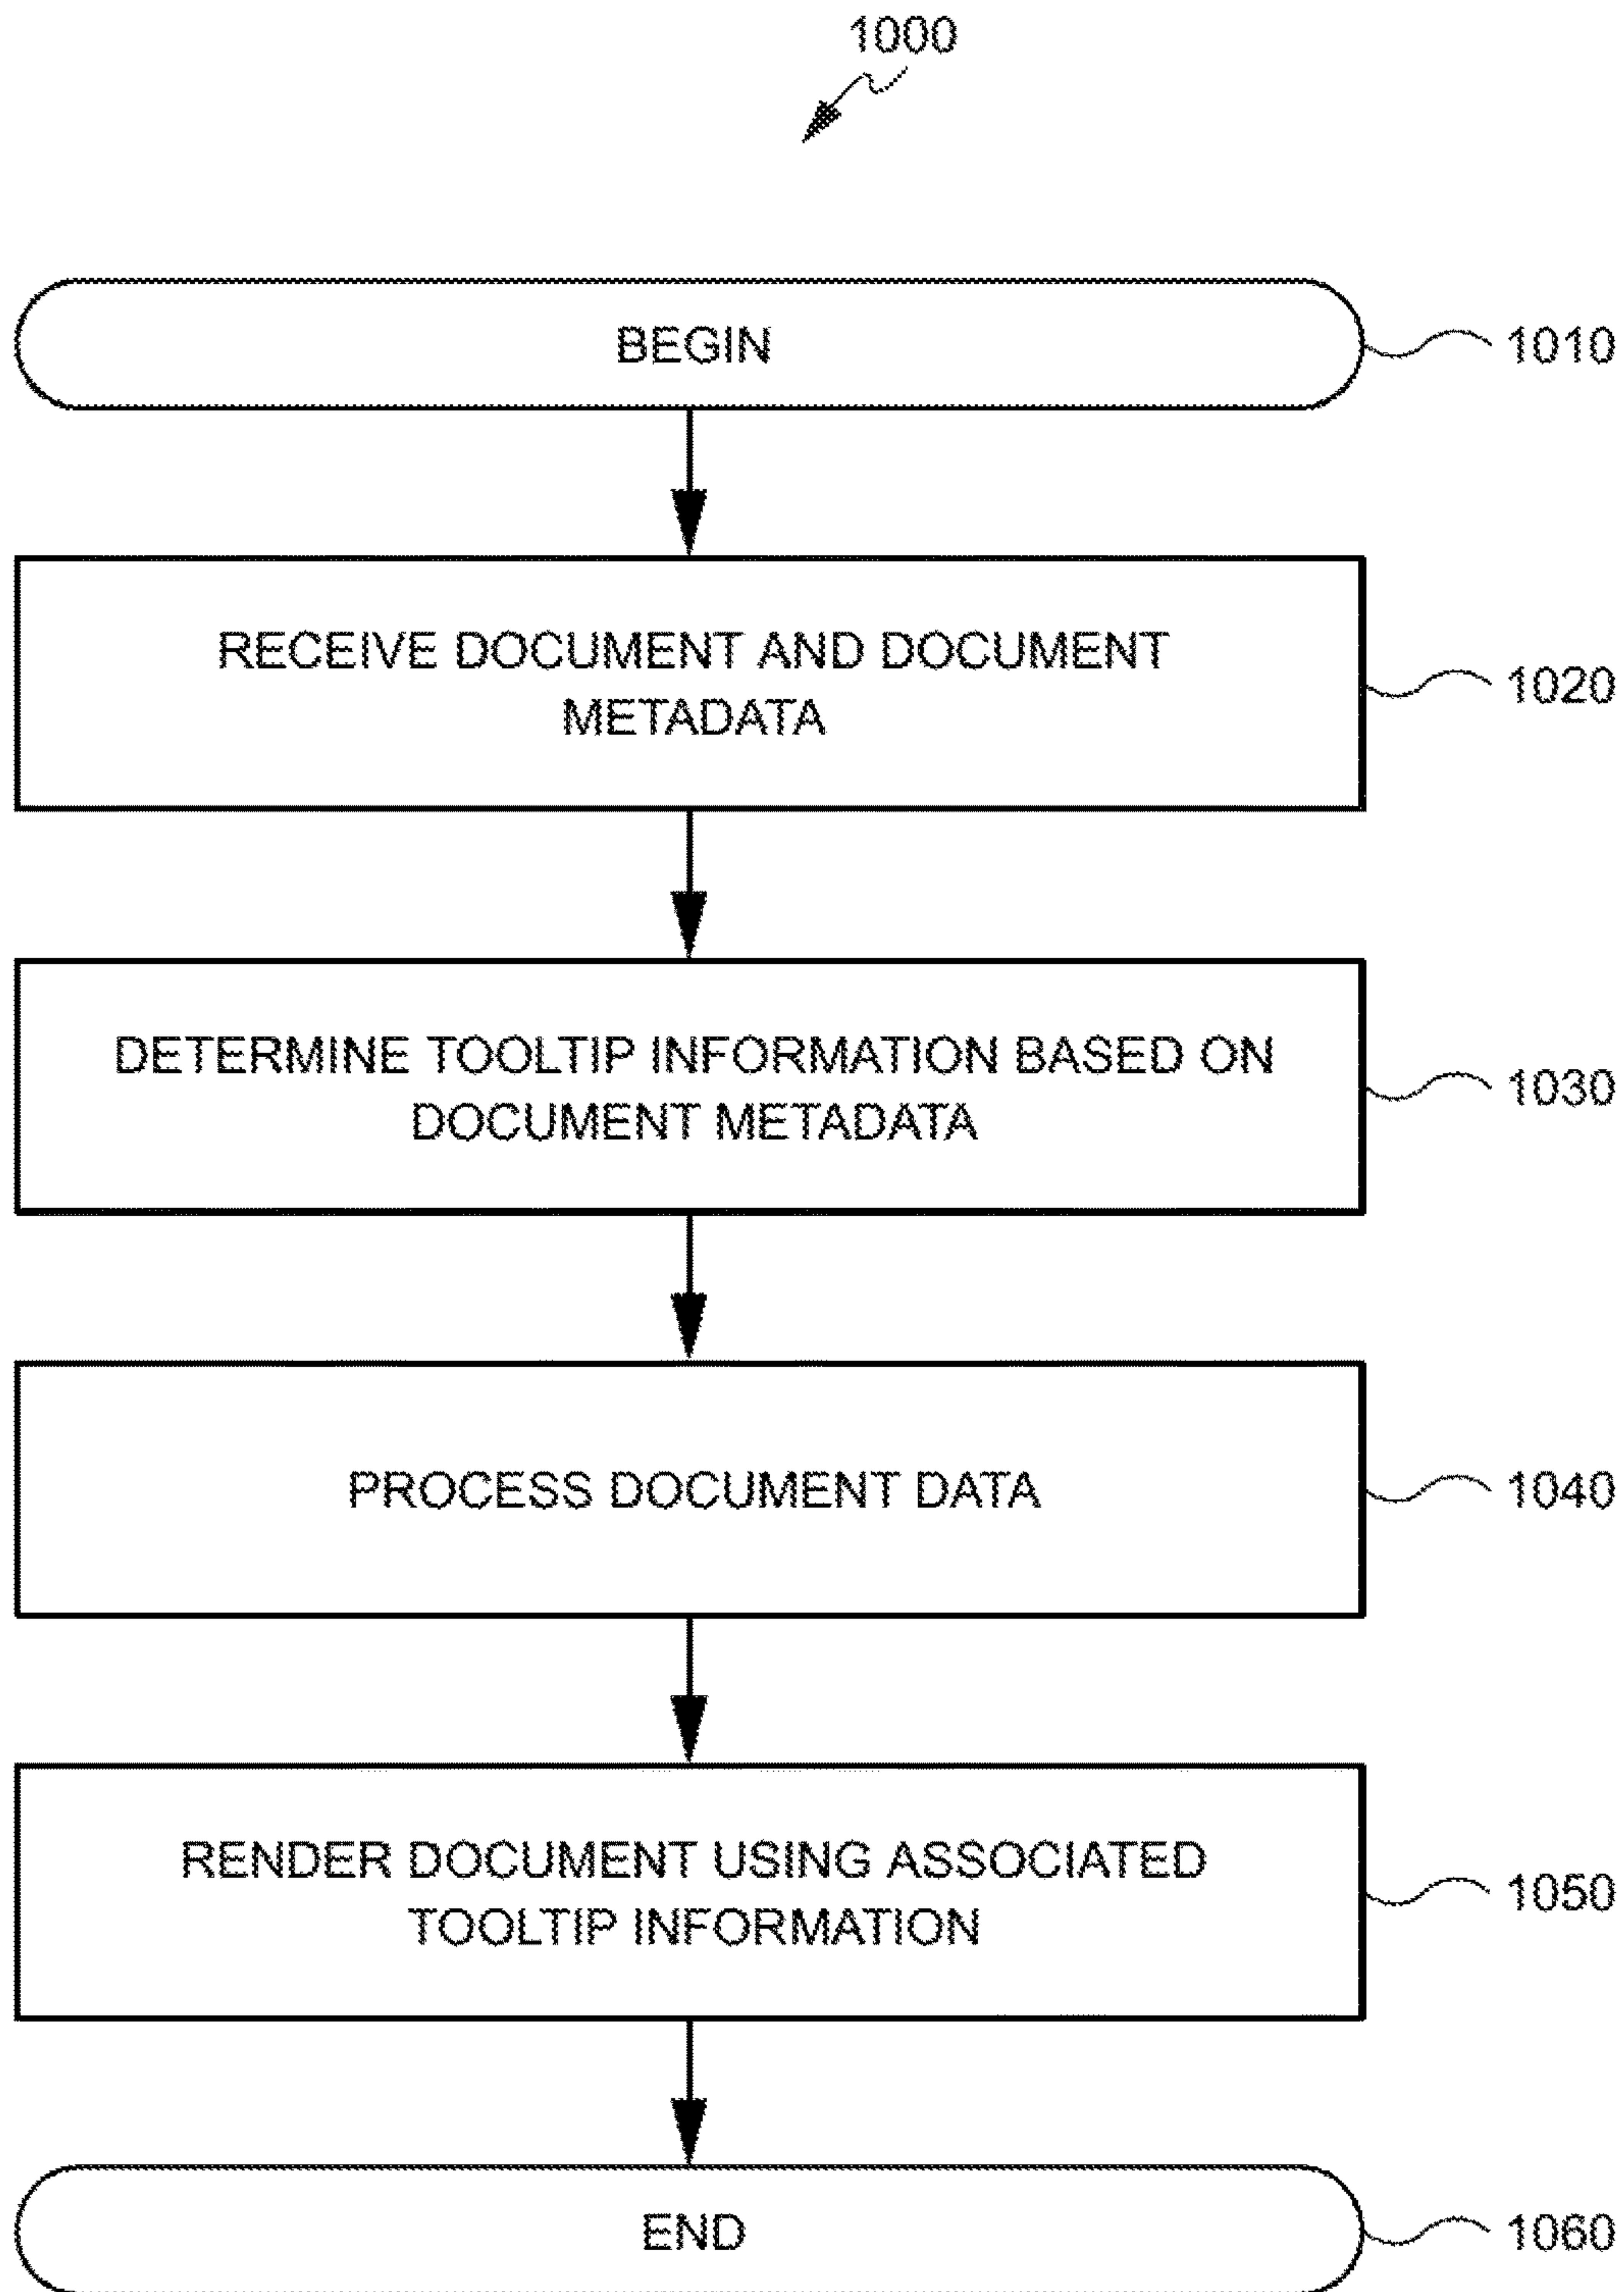 1000
BEGIN
1010
RECEIVE DOCUMENT AND DOCUMENT
METADATA
1020
DETERMINE TOOLTIP INFORMATION BASED ON
DOCUMENT METADATA
1030
PROCESS DOCUMENT DATA
1040
RENDER DOCUMENT USING ASSOCIATED
TOOLTIP INFORMATION
1050
END
1060